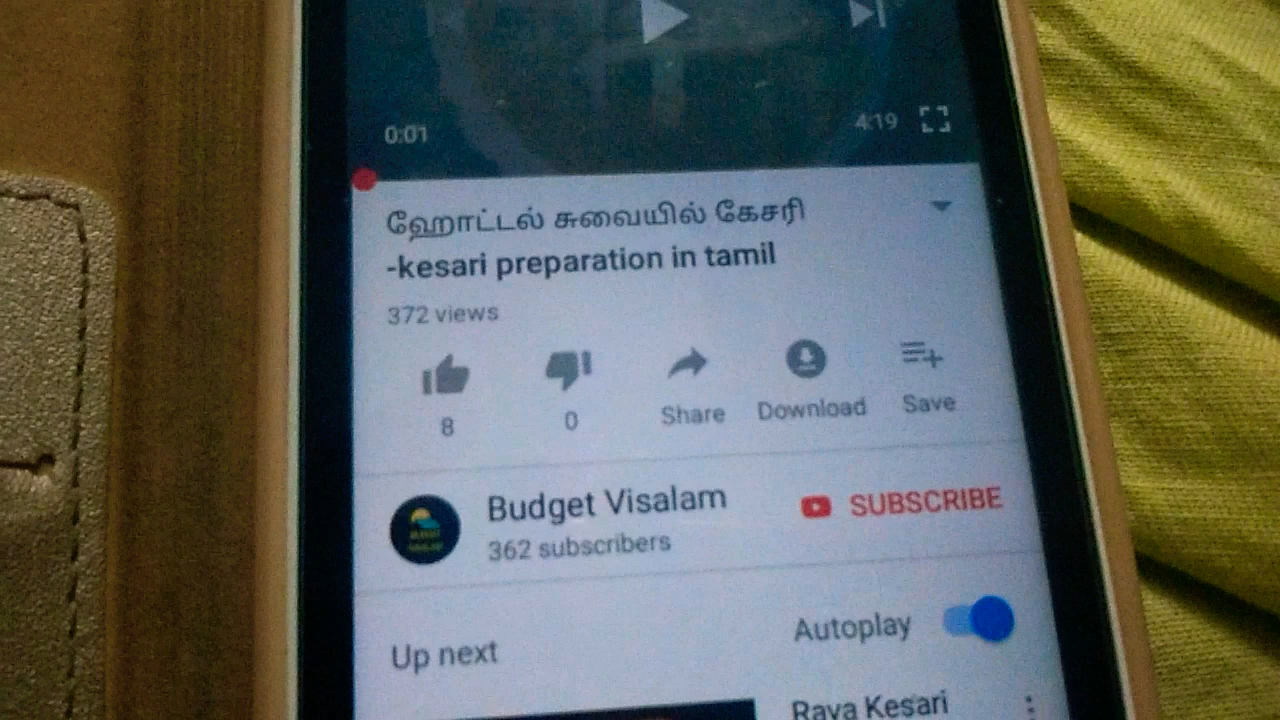 0:01
4:19
ஹோட்டல் சுவையில் கேசரி
-kesari preparation in tamil
372 views
8
0
Share
Download
Save
Budget Visalam
SUBSCRIBE
362 subscribers
Up next
Autoplay
Rava Kesari